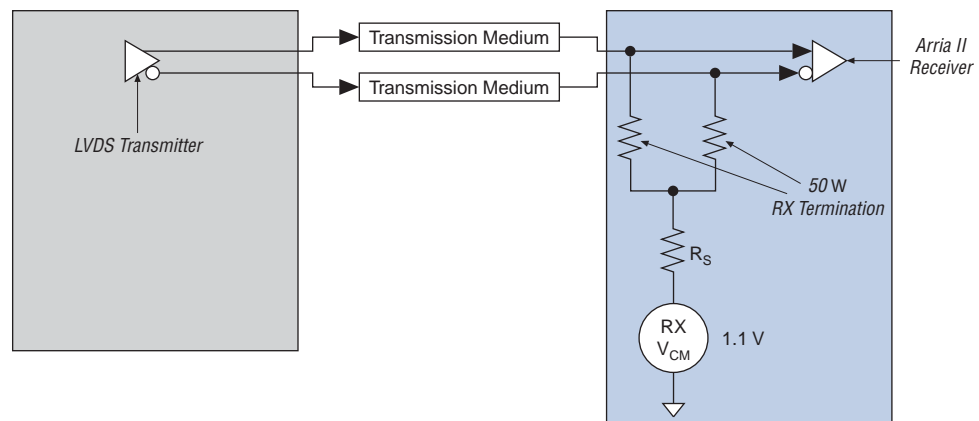 Transmission Medium
Transmission Medium
Arria II
Receiver
LVDS Transmitter
50 W
RX Termination
RS
RX
VCM
1.1 V